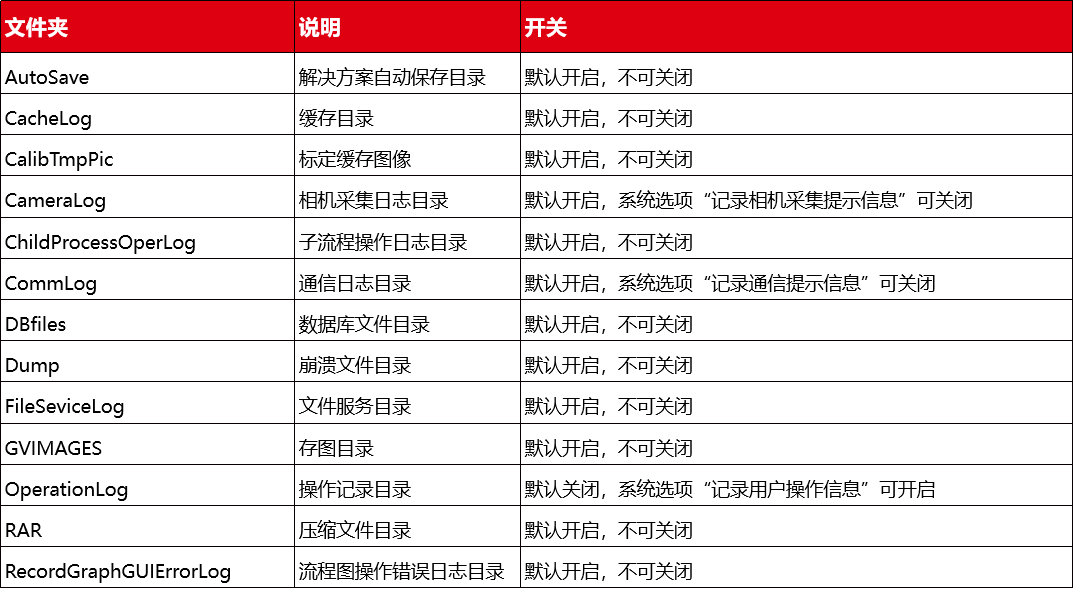 文件夹 说明 开关
AutoSave 解决方案自动保存目录 默认开启，不可关闭
CacheLog 缓存目录 默认开启，不可关闭
CalibTmpPic 标定缓存图像 默认开启，不可关闭
CameraLog 相机采集日志目录 默认开启，系统选项“记录相机采集提示信息”可关闭
ChildProcessOperLog 子流程操作日志目录 默认开启，不可关闭
CommLog 通信日志目录 默认开启，系统选项“记录通信提示信息”可关闭
DBfiles 数据库文件目录 默认开启，不可关闭
Dump 崩溃文件目录 默认开启，不可关闭
FileSeviceLog 文件服务目录 默认开启，不可关闭
GVIMAGES 存图目录 默认开启，不可关闭
OperationLog 操作记录目录 默认关闭，系统选项“记录用户操作信息”可开启
RAR 压缩文件目录 默认开启，不可关闭
RecordGraphGUIErrorLog 流程图操作错误日志目录 默认开启，不可关闭